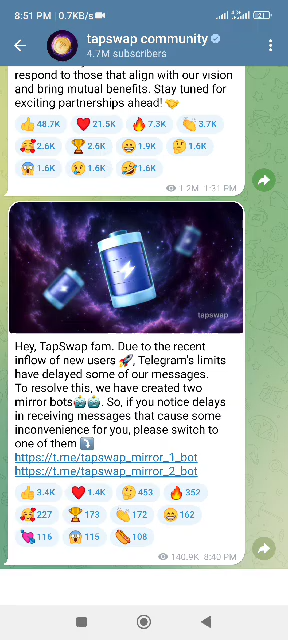 8:51 PM | 0.7KB/s
21
tapswap community
4.7M subscribers
respond to those that align with our vision
and bring mutual benefits. Stay tuned for
exciting partnerships ahead! 🤝
👍 48.7K ❤️ 21.5K 🔥 7.3K 👏 3.7K
🥰 2.6K 🏆 2.6K 😁 1.9K 🤔 1.6K
😱 1.6K 😢 1.6K 🤣 1.6K
1.2M 1:31 PM
tapswap
Hey, TapSwap fam. Due to the recent
inflow of new users 🚀, Telegram's limits
have delayed some of our messages.
To resolve this, we have created two
mirror bots🤖🤖. So, if you notice delays
in receiving messages that cause some
inconvenience for you, please switch to
one of them ⤵️
https://t.me/tapswap_mirror_1_bot
https://t.me/tapswap_mirror_2_bot
👍 3.4K ❤️ 1.4K 🤔 453 🔥 352
🥰 227 🏆 173 👏 172 😁 162
💘 116 😱 115 🌭 108
140.9K 8:40 PM